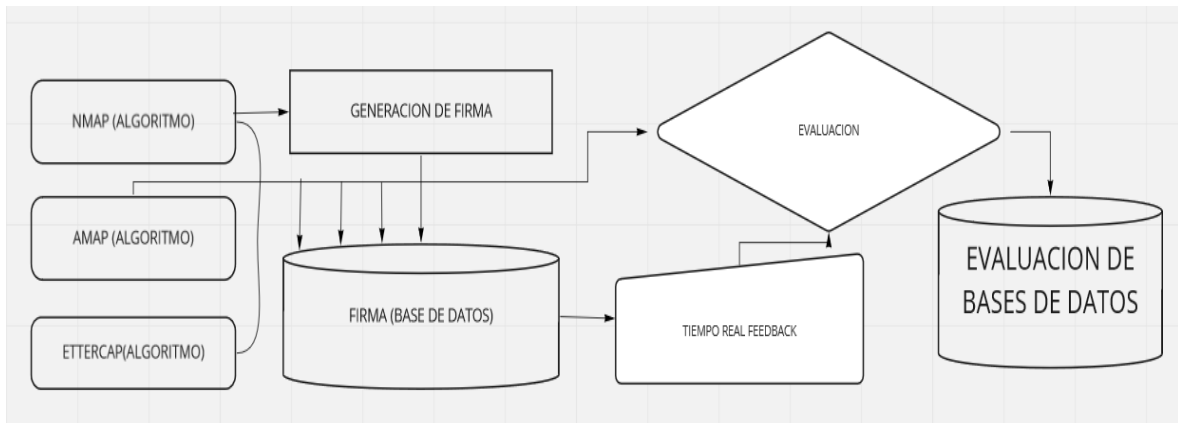 NMAP (ALGORITMO)
GENERACION DE FIRMA
EVALUACION
AMAP (ALGORITMO)
FIRMA (BASE DE DATOS)
ETTERCAP(ALGORITMO)
TIEMPO REAL FEEDBACK
EVALUACION DE
BASES DE DATOS